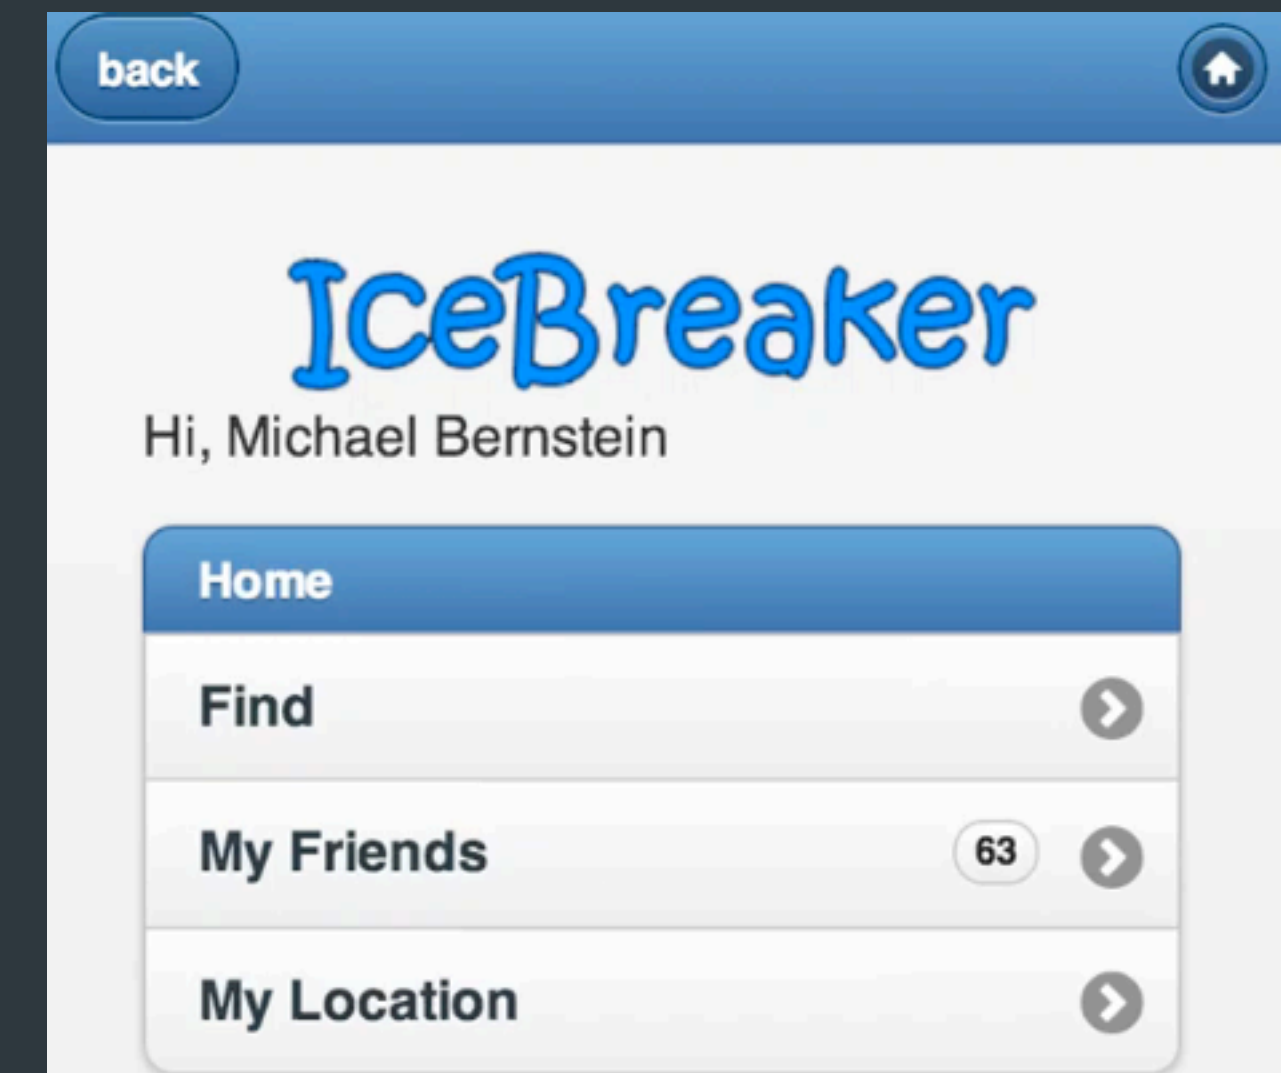 back
IceBreaker
Hi, Michael Bernstein
Home
Find
My Friends 63
My Location